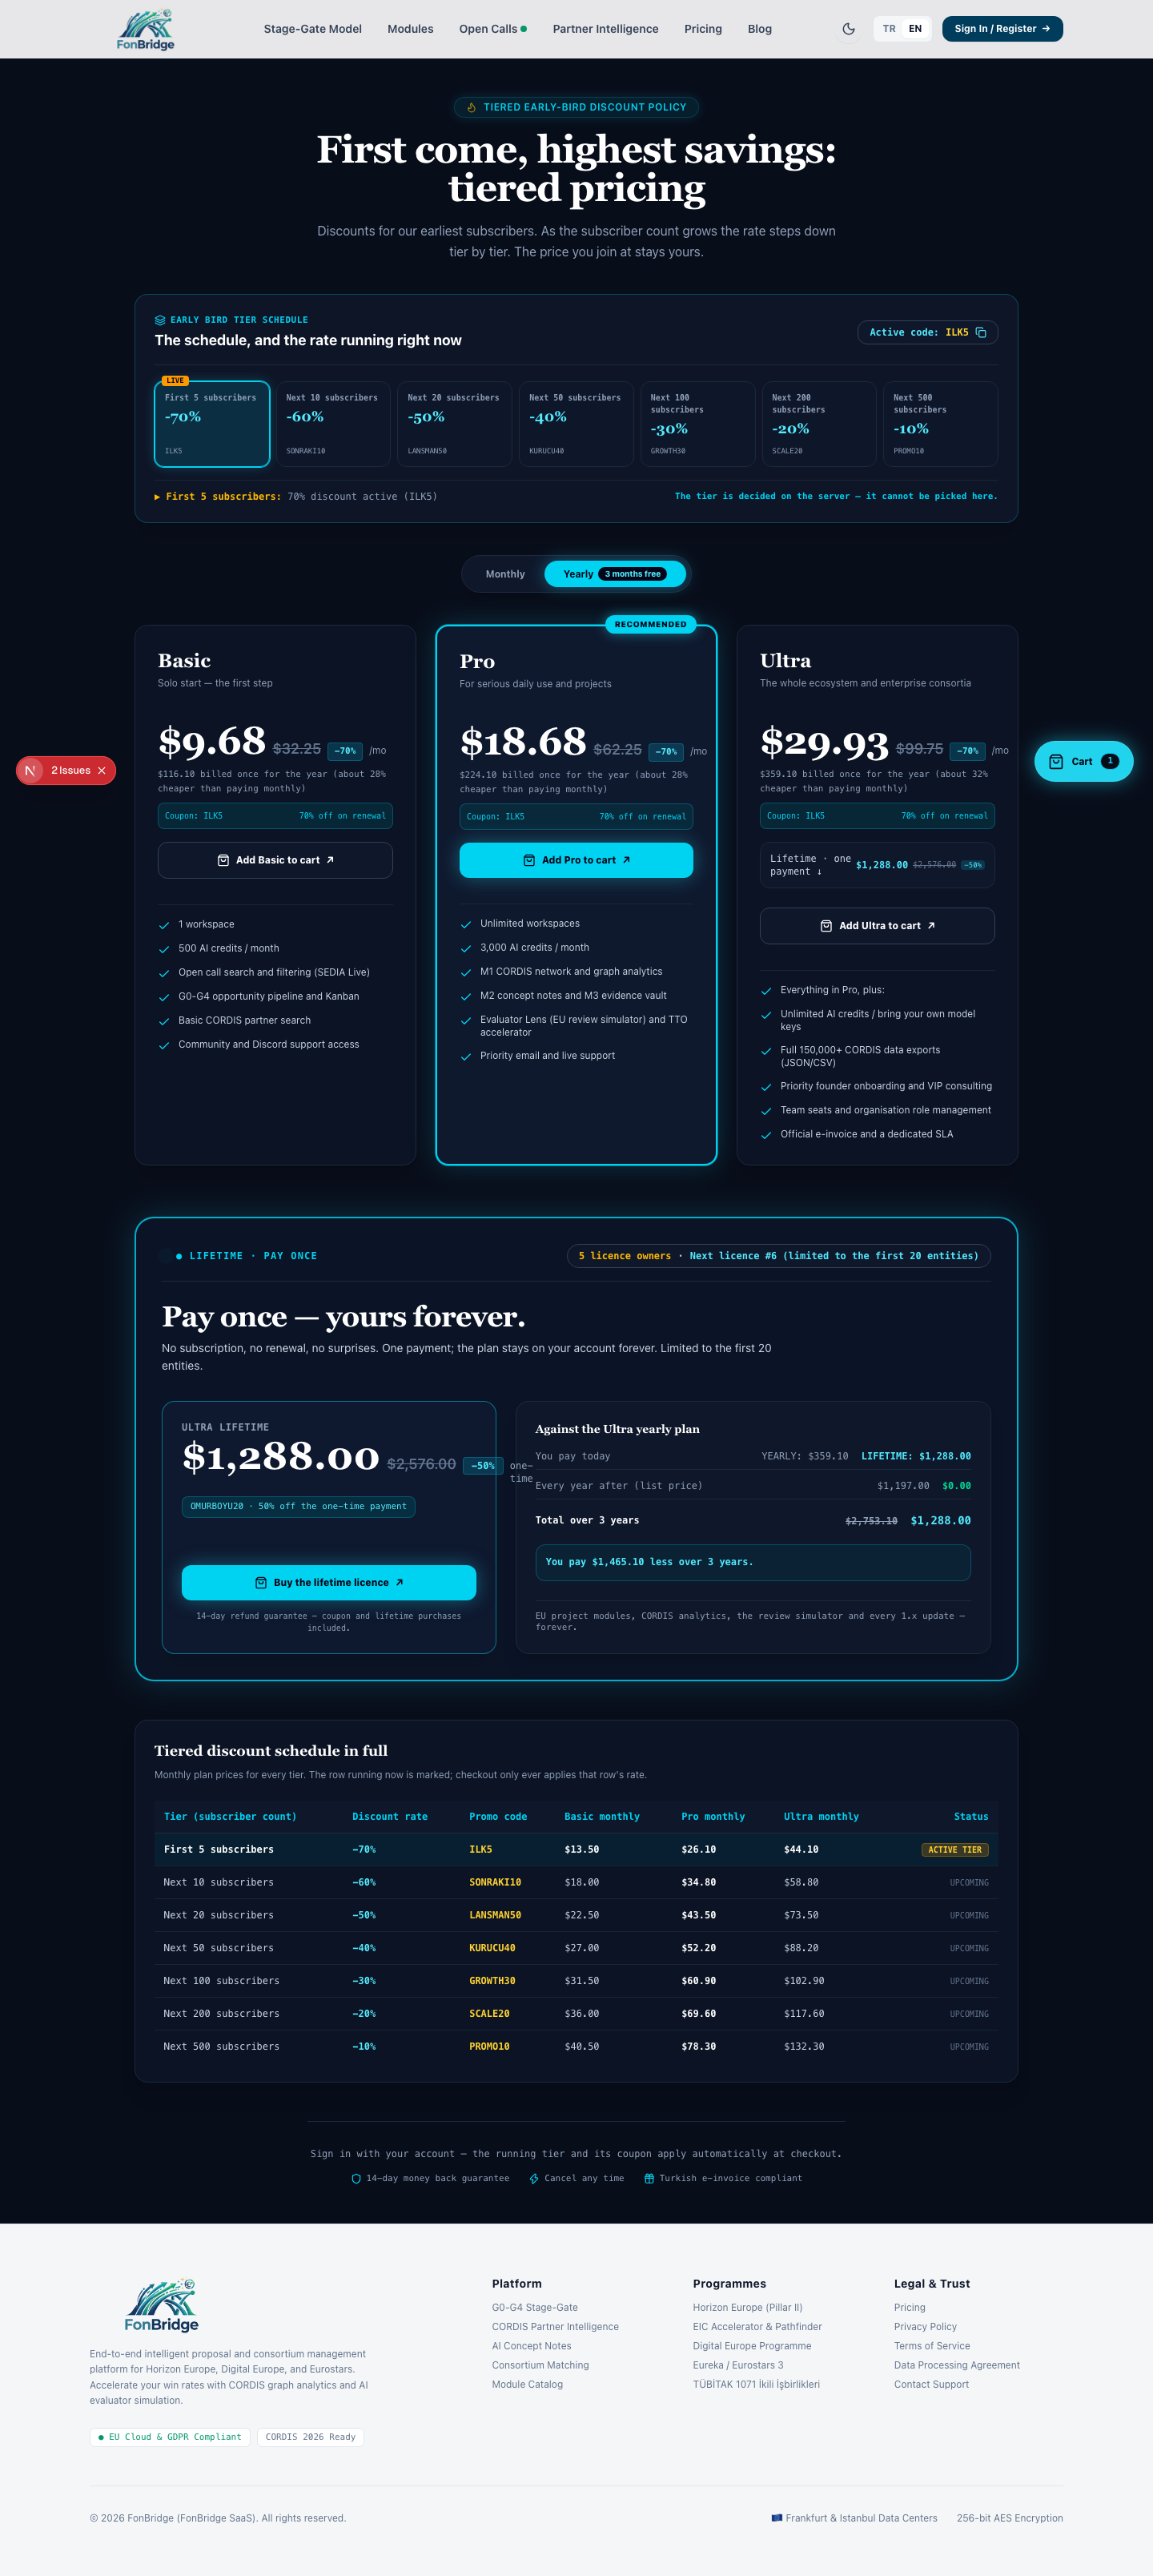 FonBridge
Stage-Gate Model Modules Open Calls Partner Intelligence Pricing Blog
TR EN
Sign In / Register →
TIERED EARLY-BIRD DISCOUNT POLICY
First come, highest savings:
tiered pricing
Discounts for our earliest subscribers. As the subscriber count grows the rate steps down
tier by tier. The price you join at stays yours.
EARLY BIRD TIER SCHEDULE
The schedule, and the rate running right now
Active code: ILK5
LIVE
First 5 subscribers
-70%
ILK5
Next 10 subscribers
-60%
SONRAKI10
Next 20 subscribers
-50%
LANSMAN50
Next 50 subscribers
-40%
KURUCU40
Next 100
subscribers
-30%
GROWTH30
Next 200
subscribers
-20%
SCALE20
Next 500
subscribers
-10%
PROMO10
▶ First 5 subscribers: 70% discount active (ILK5)
The tier is decided on the server — it cannot be picked here.
Monthly
Yearly 3 months free
Basic
Solo start — the first step
$9.68 $32.25 −70% /mo
$116.10 billed once for the year (about 28%
cheaper than paying monthly)
Coupon: ILK5 70% off on renewal
Add Basic to cart ↗
1 workspace
500 AI credits / month
Open call search and filtering (SEDIA Live)
G0-G4 opportunity pipeline and Kanban
Basic CORDIS partner search
Community and Discord support access
RECOMMENDED
Pro
For serious daily use and projects
$18.68 $62.25 −70% /mo
$224.10 billed once for the year (about 28%
cheaper than paying monthly)
Coupon: ILK5 70% off on renewal
Add Pro to cart ↗
Unlimited workspaces
3,000 AI credits / month
M1 CORDIS network and graph analytics
M2 concept notes and M3 evidence vault
Evaluator Lens (EU review simulator) and TTO
accelerator
Priority email and live support
Ultra
The whole ecosystem and enterprise consortia
$29.93 $99.75 −70% /mo
$359.10 billed once for the year (about 32%
cheaper than paying monthly)
Coupon: ILK5 70% off on renewal
Lifetime · one
payment ↓
$1,288.00 $2,576.00 −50%
Add Ultra to cart ↗
Everything in Pro, plus:
Unlimited AI credits / bring your own model
keys
Full 150,000+ CORDIS data exports
(JSON/CSV)
Priority founder onboarding and VIP consulting
Team seats and organisation role management
Official e-invoice and a dedicated SLA
N 2 Issues ×
Cart 1
● LIFETIME · PAY ONCE
5 licence owners · Next licence #6 (limited to the first 20 entities)
Pay once — yours forever.
No subscription, no renewal, no surprises. One payment; the plan stays on your account forever. Limited to the first 20
entities.
ULTRA LIFETIME
$1,288.00 $2,576.00 −50% one-
time
OMURBOYU20 · 50% off the one-time payment
Buy the lifetime licence ↗
14-day refund guarantee — coupon and lifetime purchases
included.
Against the Ultra yearly plan
You pay today YEARLY: $359.10 LIFETIME: $1,288.00
Every year after (list price) $1,197.00 $0.00
Total over 3 years $2,753.10 $1,288.00
You pay $1,465.10 less over 3 years.
EU project modules, CORDIS analytics, the review simulator and every 1.x update —
forever.
Tiered discount schedule in full
Monthly plan prices for every tier. The row running now is marked; checkout only ever applies that row's rate.
Tier (subscriber count) Discount rate Promo code Basic monthly Pro monthly Ultra monthly Status
First 5 subscribers −70% ILK5 $13.50 $26.10 $44.10 ACTIVE TIER
Next 10 subscribers −60% SONRAKI10 $18.00 $34.80 $58.80 UPCOMING
Next 20 subscribers −50% LANSMAN50 $22.50 $43.50 $73.50 UPCOMING
Next 50 subscribers −40% KURUCU40 $27.00 $52.20 $88.20 UPCOMING
Next 100 subscribers −30% GROWTH30 $31.50 $60.90 $102.90 UPCOMING
Next 200 subscribers −20% SCALE20 $36.00 $69.60 $117.60 UPCOMING
Next 500 subscribers −10% PROMO10 $40.50 $78.30 $132.30 UPCOMING
Sign in with your account — the running tier and its coupon apply automatically at checkout.
14-day money back guarantee Cancel any time Turkish e-invoice compliant
FonBridge
End-to-end intelligent proposal and consortium management
platform for Horizon Europe, Digital Europe, and Eurostars.
Accelerate your win rates with CORDIS graph analytics and AI
evaluator simulation.
● EU Cloud & GDPR Compliant
CORDIS 2026 Ready
Platform
G0-G4 Stage-Gate
CORDIS Partner Intelligence
AI Concept Notes
Consortium Matching
Module Catalog
Programmes
Horizon Europe (Pillar II)
EIC Accelerator & Pathfinder
Digital Europe Programme
Eureka / Eurostars 3
TÜBİTAK 1071 İkili İşbirlikleri
Legal & Trust
Pricing
Privacy Policy
Terms of Service
Data Processing Agreement
Contact Support
© 2026 FonBridge (FonBridge SaaS). All rights reserved.
Frankfurt & Istanbul Data Centers 256-bit AES Encryption